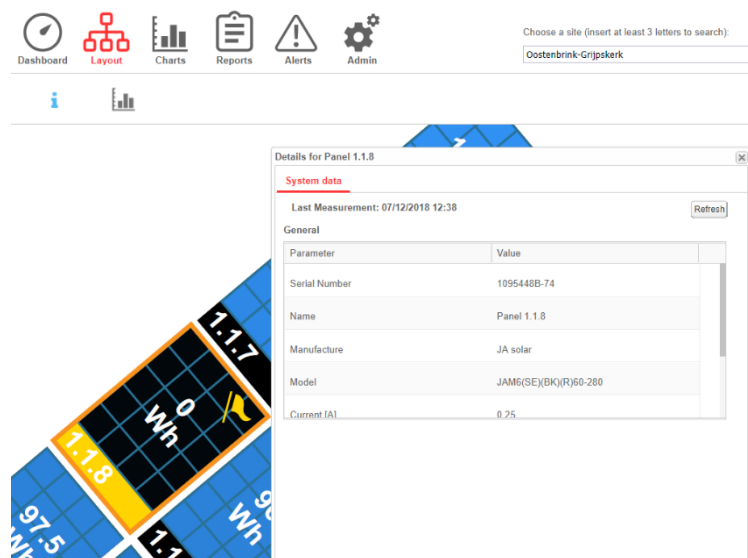 Choose a site (insert at least 3 letters to search):
Dashboard Layout Charts Reports Alerts Admin
Oostenbrink-Grijpskerk
i
1
Details for Panel 1.1.8
System data
Last Measurement: 07/12/2018 12:38
Refresh
General
Parameter Value
Serial Number 1095448B-74
Name Panel 1.1.8
Manufacture JA solar
Model JAM6(SE)(BK)(R)60-280
Current [A] 0.25
1.1.7
0
Wh
1.1.8
97.5
Wh
Wh